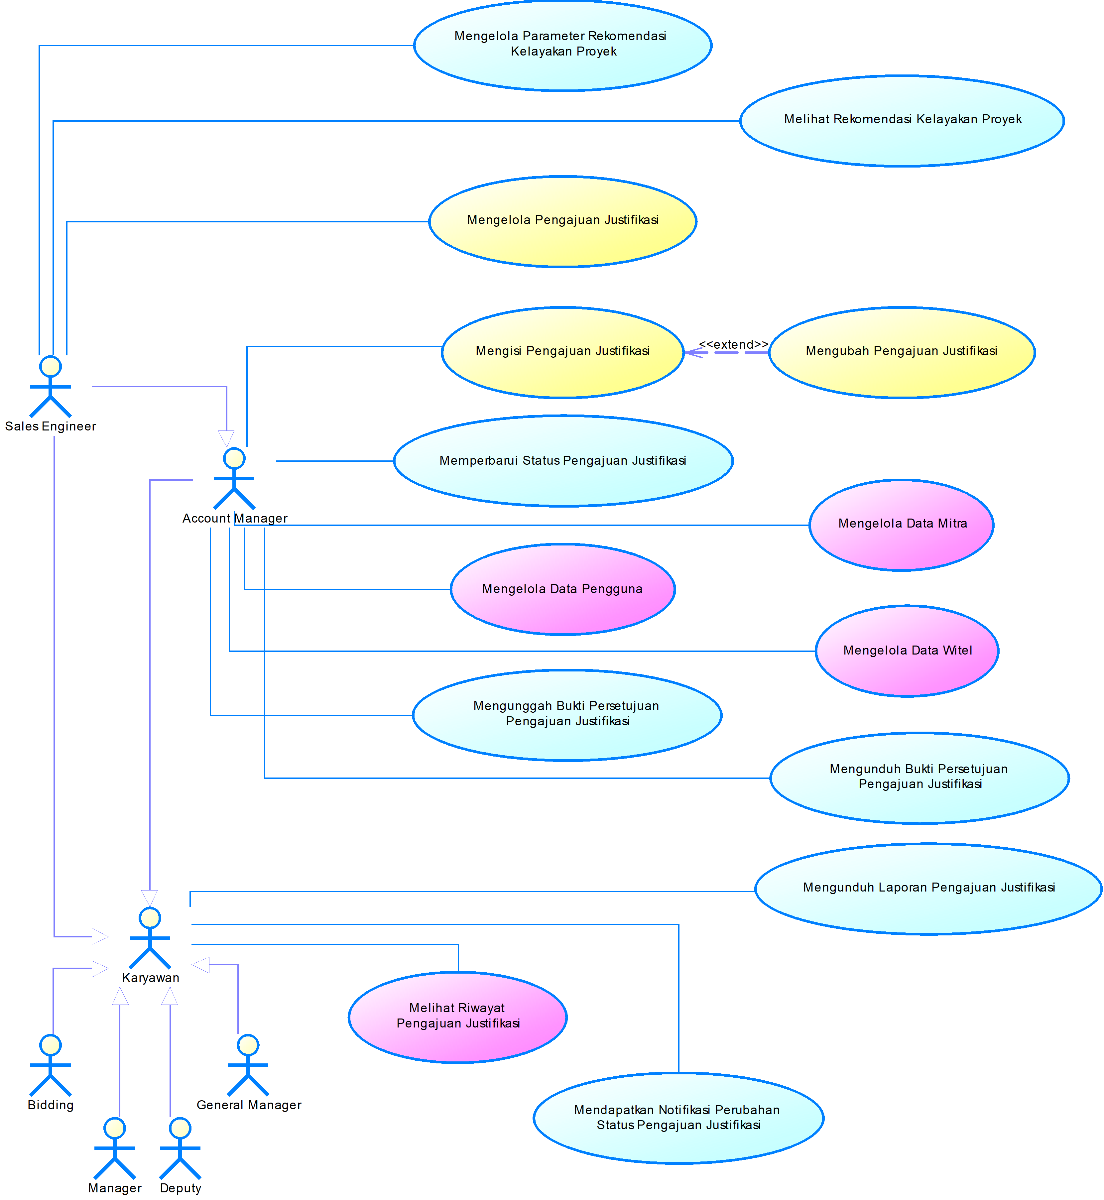 Mengelola Parameter Rekomendasi
Kelayakan Proyek
Melihat Rekomendasi Kelayakan Proyek
Mengelola Pengajuan Justifikasi
Mengisi Pengajuan Justifikasi
<<extend>>
Mengubah Pengajuan Justifikasi
Sales Engineer
Memperbarui Status Pengajuan Justifikasi
Account Manager
Mengelola Data Mitra
Mengelola Data Pengguna
Mengelola Data Witel
Mengunggah Bukti Persetujuan
Pengajuan Justifikasi
Mengunduh Bukti Persetujuan
Pengajuan Justifikasi
Mengunduh Laporan Pengajuan Justifikasi
Karyawan
Melihat Riwayat
Pengajuan Justifikasi
Bidding
General Manager
Mendapatkan Notifikasi Perubahan
Status Pengajuan Justifikasi
Manager
Deputy